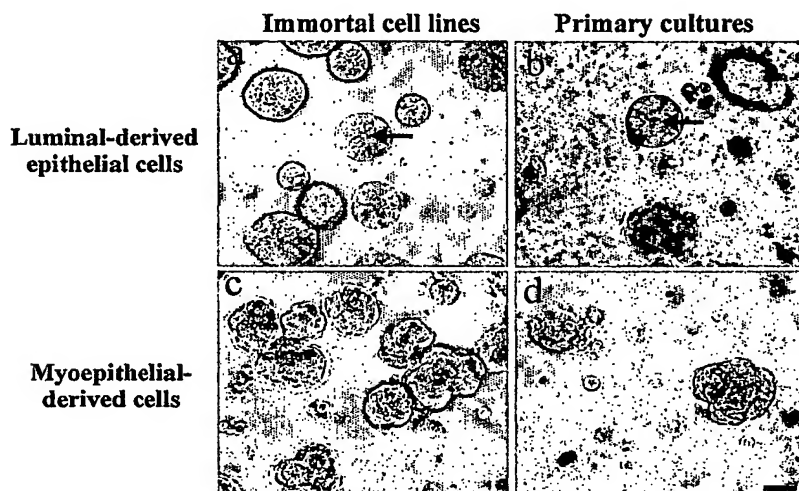 Immortal cell lines
Primary cultures
a
b
Luminal-derived
epithelial cells
c
d
Myoepithelial-
derived cells